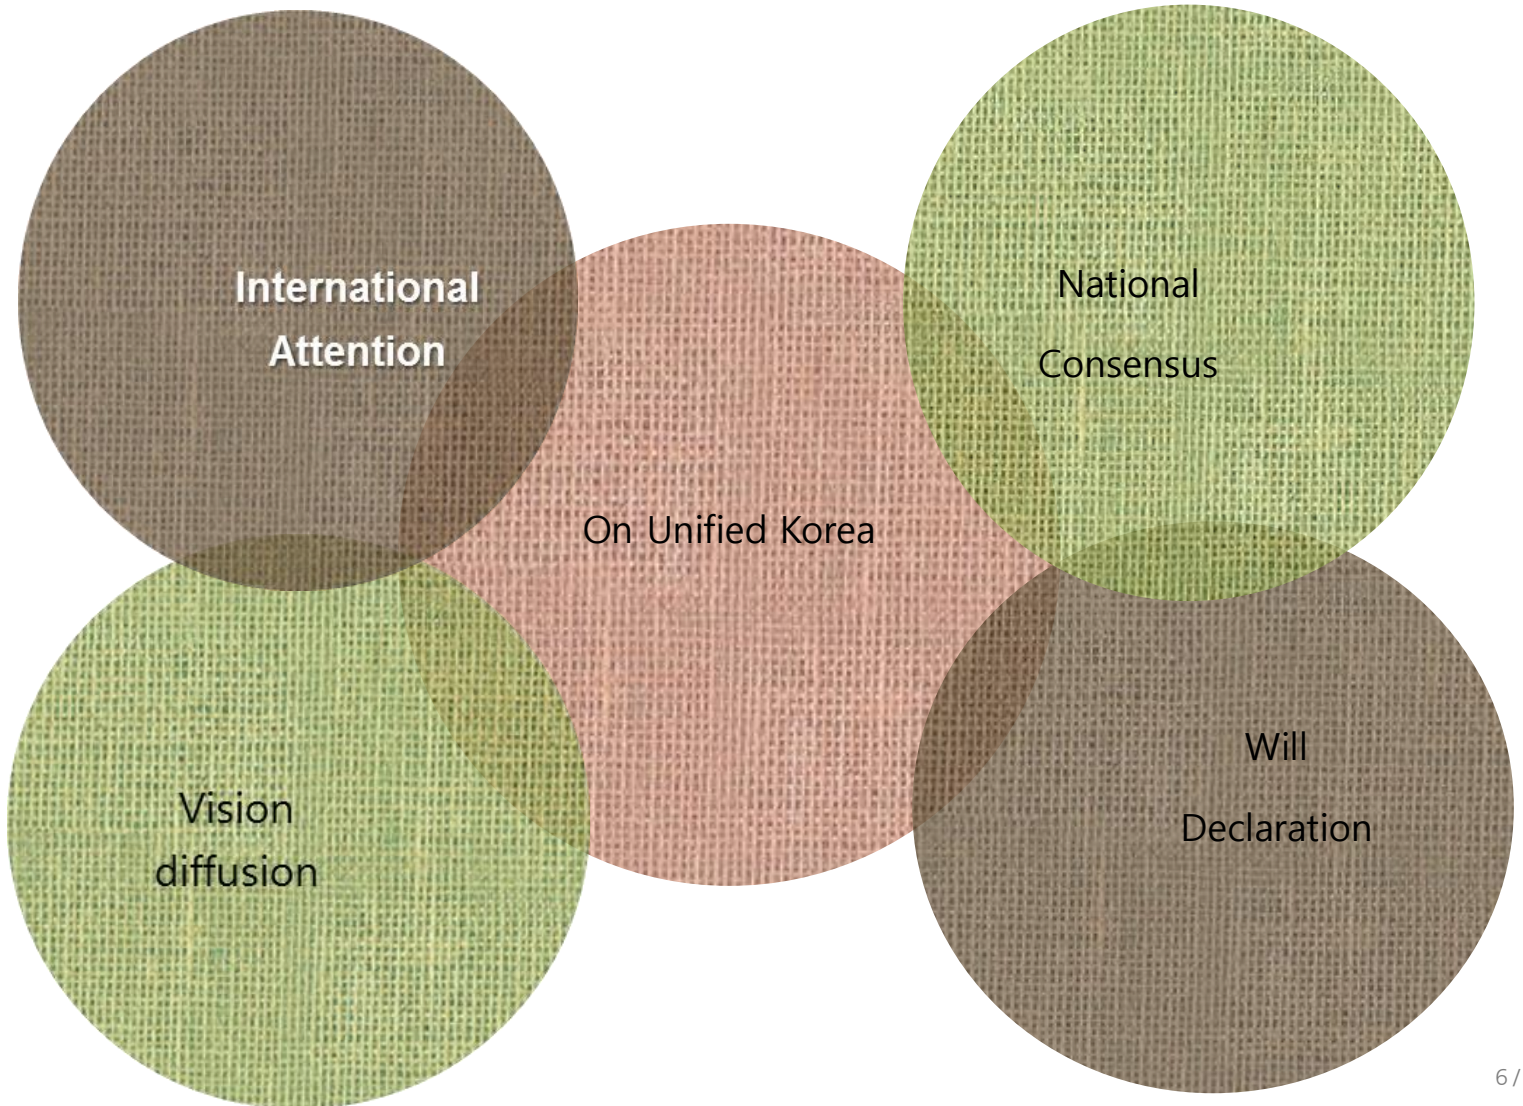 International
Attention
National
Consensus
On Unified Korea
Vision
diffusion
Will
Declaration
6 /